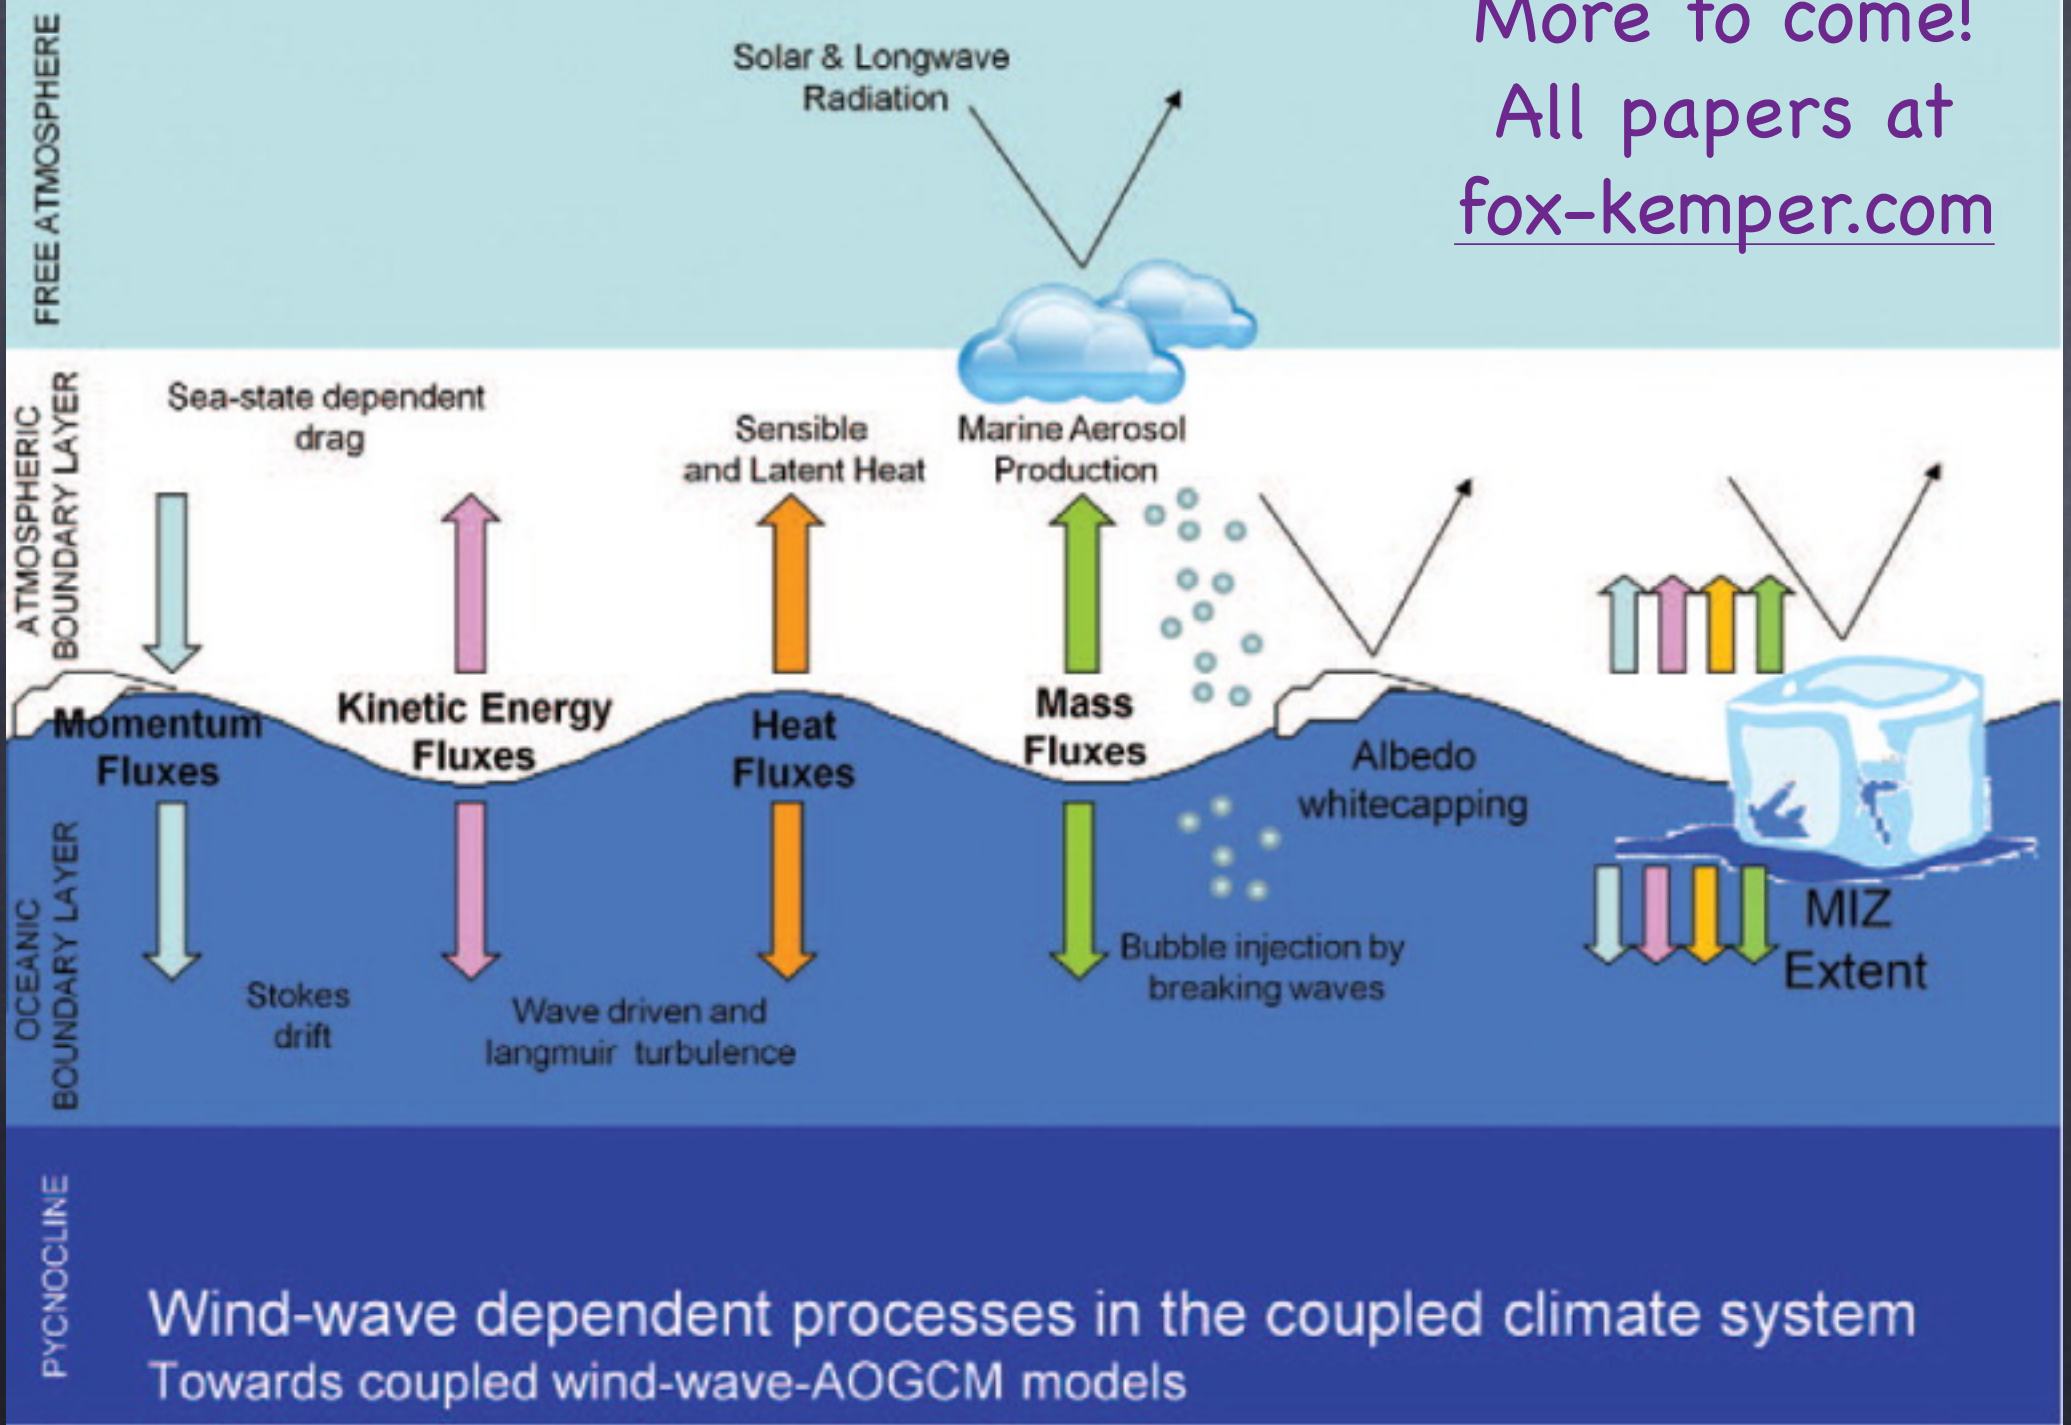 More to come!
All papers at
fox-kemper.com
FREE ATMOSPHERE
Solar & Longwave
Radiation
ATMOSPHERIC
BOUNDARY LAYER
Sea-state dependent
drag
Sensible
and Latent Heat
Marine Aerosol
Production
Momentum
Fluxes
Kinetic Energy
Fluxes
Heat
Fluxes
Mass
Fluxes
Albedo
whitecapping
OCEANIC
BOUNDARY LAYER
Stokes
drift
Wave driven and
langmuir turbulence
Bubble injection by
breaking waves
MIZ
Extent
PYCNOCLINE
Wind-wave dependent processes in the coupled climate system
Towards coupled wind-wave-AOGCM models